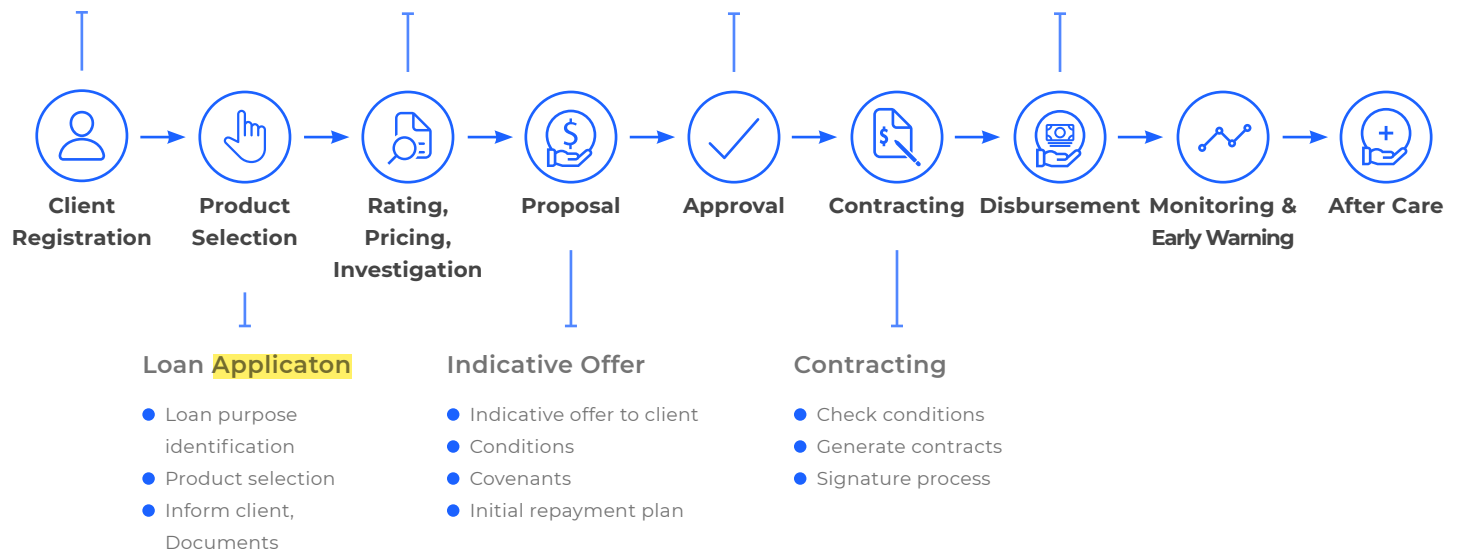 Client
Registration
Product
Selection
Rating,
Pricing,
Investigation
Proposal
Approval
Contracting
Disbursement
Monitoring &
Early Warning
After Care
Loan Applicaton
Loan purpose
identification
Product selection
Inform client,
Documents
Indicative Offer
Indicative offer to client
Conditions
Covenants
Initial repayment plan
Contracting
Check conditions
Generate contracts
Signature process